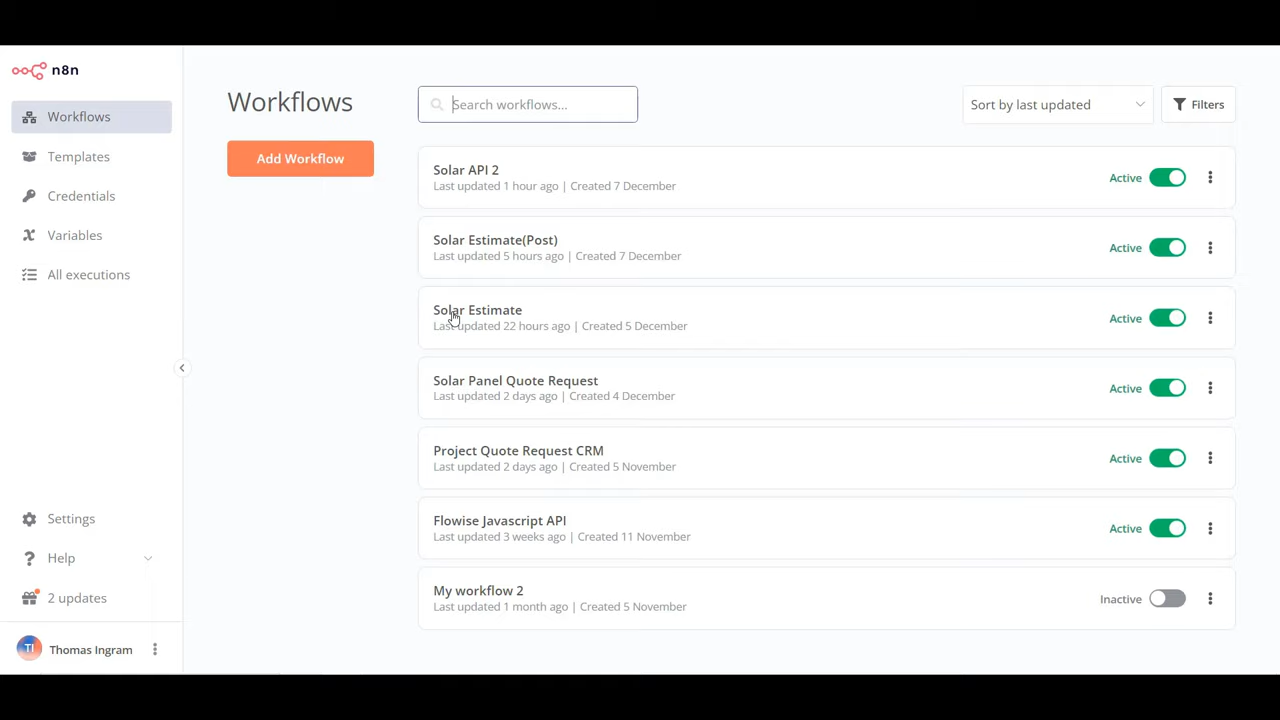 n8n
Workflows
Templates
Credentials
Variables
All executions
Settings
Help
2 updates
TI
Thomas Ingram
Workflows
Add Workflow
Search workflows...
Sort by last updated
Filters
Solar API 2
Last updated 1 hour ago | Created 7 December
Active
Solar Estimate(Post)
Last updated 5 hours ago | Created 7 December
Active
Solar Estimate
Last updated 22 hours ago | Created 5 December
Active
Solar Panel Quote Request
Last updated 2 days ago | Created 4 December
Active
Project Quote Request CRM
Last updated 2 days ago | Created 5 November
Active
Flowise Javascript API
Last updated 3 weeks ago | Created 11 November
Active
My workflow 2
Last updated 1 month ago | Created 5 November
Inactive